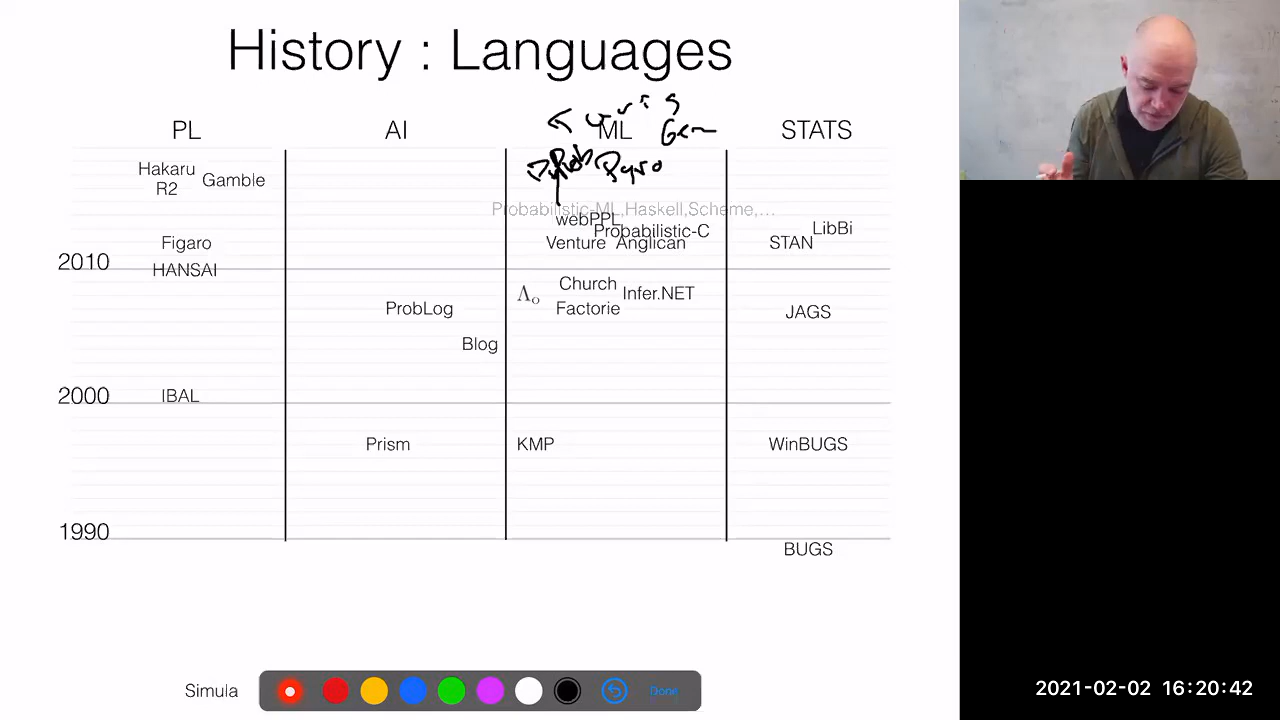 History : Languages
PL AI ML Gen STATS
Pyro
Hakaru
R2 Gamble
Probabilistic-ML,Haskell,Scheme,…
webPPL
Probabilistic-C LibBi
Figaro Venture Anglican STAN
2010
HANSAI
Λo Church Infer.NET
ProbLog Factorie JAGS
Blog
2000 IBAL
Prism KMP WinBUGS
1990
BUGS
Simula Done
2021-02-02 16:20:42